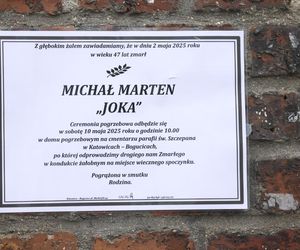 Z głębokim żalem zawiadamiamy, że w dniu 2 maja 2025 roku
w wieku 47 lat zmarł
MICHAŁ MARTEN
„JOKA”
Ceremonia pogrzebowa odbędzie się
w sobotę 10 maja 2025 roku o godzinie 10.00
w domu pogrzebowym na cmentarzu parafii św. Szczepana
w Katowicach – Bogucicach,
po której odprowadzimy drogiego nam Zmarłego
w kondukcie żałobnym na miejsce wiecznego spoczynku.
Pogrążona w smutku
Rodzina.